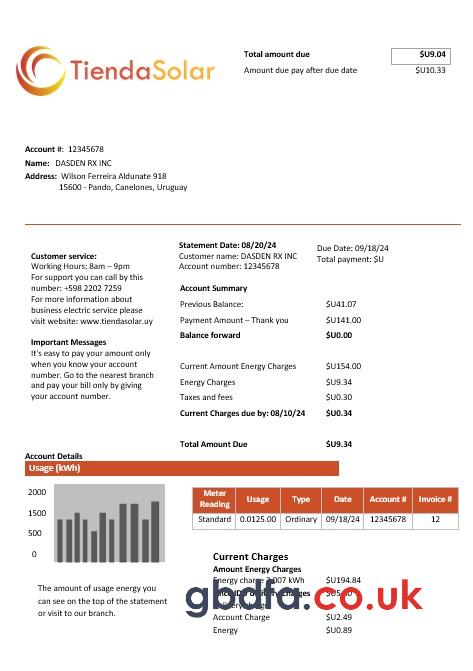 TiendaSolar
Total amount due $U9.04
Amount due pay after due date $U10.33
Account #: 12345678
Name: DASDEN RX INC
Address: Wilson Ferreira Aldunate 918
15600 - Pando, Canelones, Uruguay
Customer service:
Working Hours: 8am – 9pm
For support you can call by this
number: +598 2202 7259
For more information about
business electric service please
visit website: www.tiendasolar.uy
Important Messages
It's easy to pay your amount only
when you know your account
number. Go to the nearest branch
and pay your bill only by giving
your account number.
Statement Date: 08/20/24
Customer name: DASDEN RX INC
Account number: 12345678
Due Date: 09/18/24
Total payment: $U
Account Summary
Previous Balance: $U41.07
Payment Amount – Thank you $U141.00
Balance forward $U0.00
Current Amount Energy Charges $U154.00
Energy Charges $U9.34
Taxes and fees $U0.30
Current Charges due by: 08/10/24 $U0.34
Total Amount Due $U9.34
Account Details
Usage (kWh)
2000
1500
500
0
The amount of usage energy you
can see on the top of the statement
or visit to our branch.
Meter Reading Usage Type Date Account # Invoice #
Standard 0.0125.00 Ordinary 09/18/24 12345678 12
Current Charges
Amount Energy Charges
Energy charge 2,007 kWh $U194.84
Account Charge $U2.49
Energy $U0.89
gbdfa.co.uk